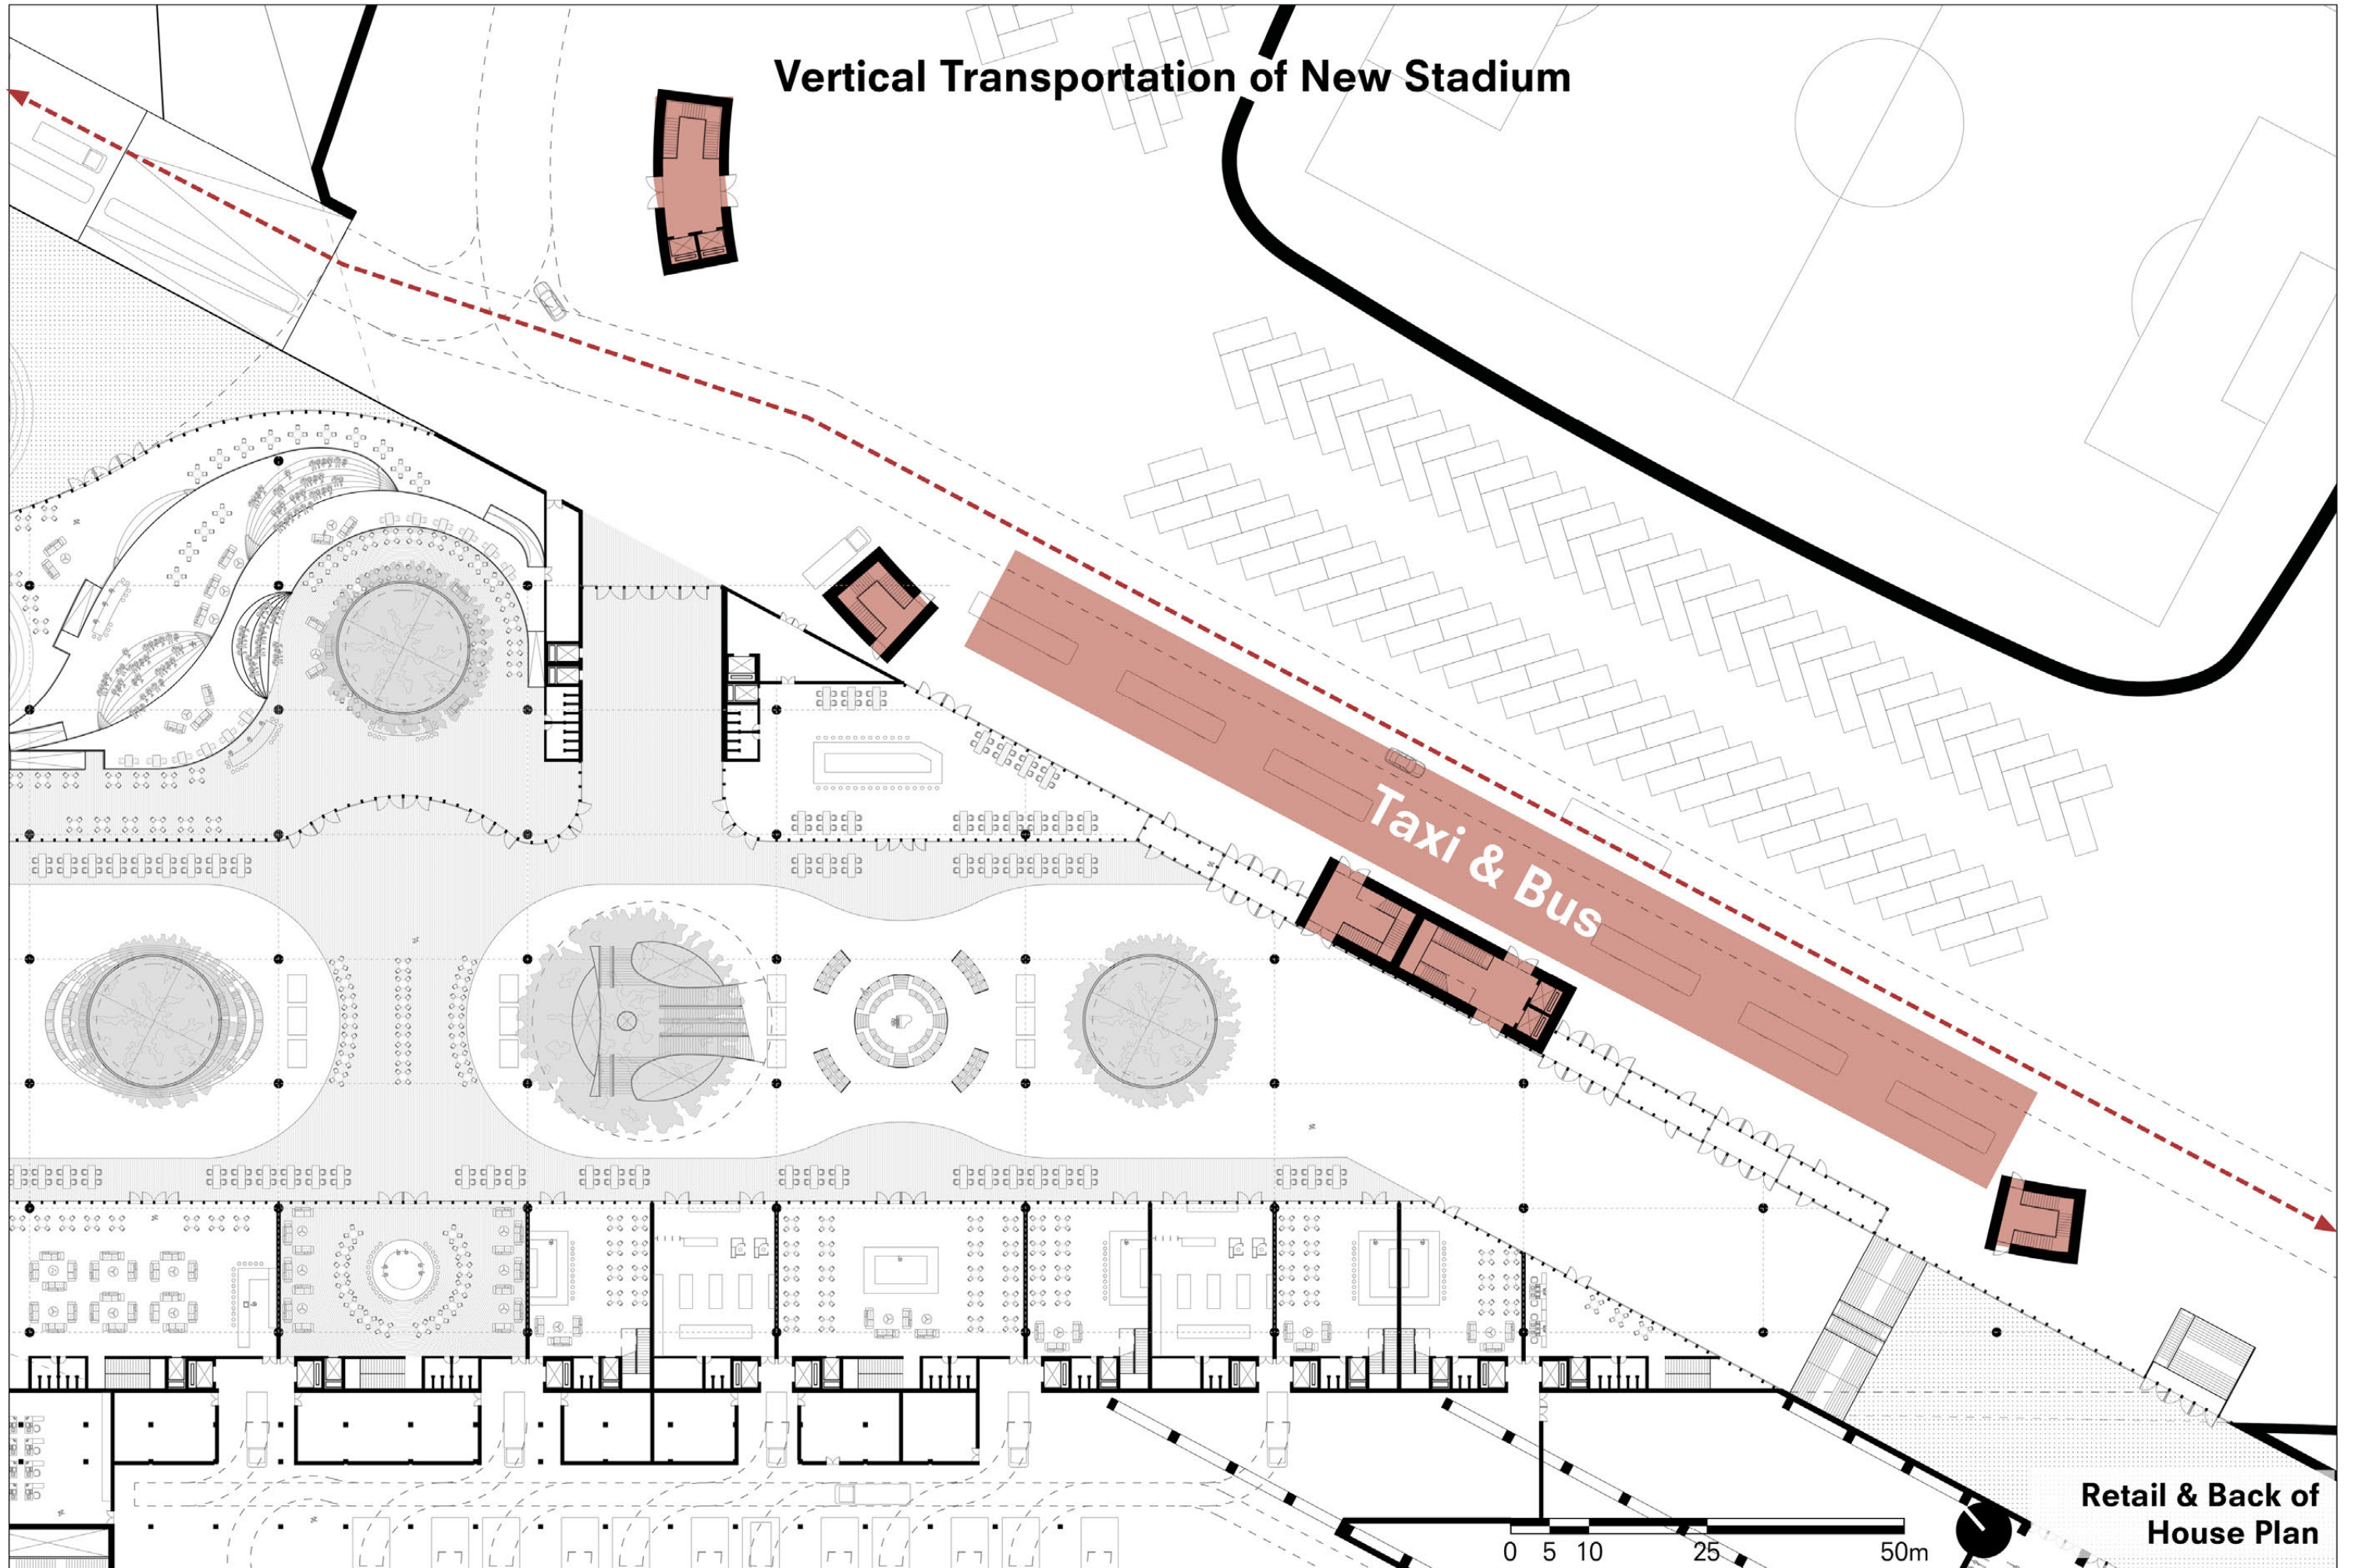 Vertical Transportation of New Stadium
Taxi & Bus
Retail & Back of
House Plan
0 5 10 25 50m